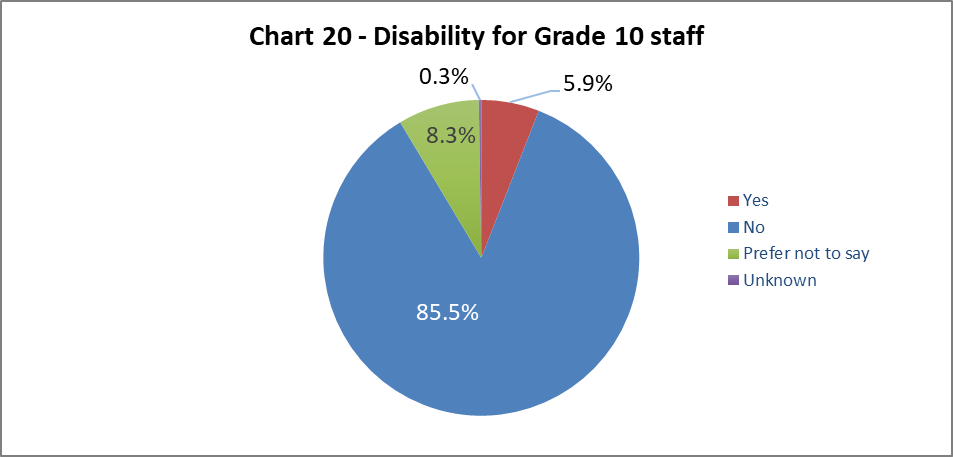 Chart 20 - Disability for Grade 10 staff
0.3%
5.9%
8.3%
85.5%
Yes
No
Prefer not to say
Unknown